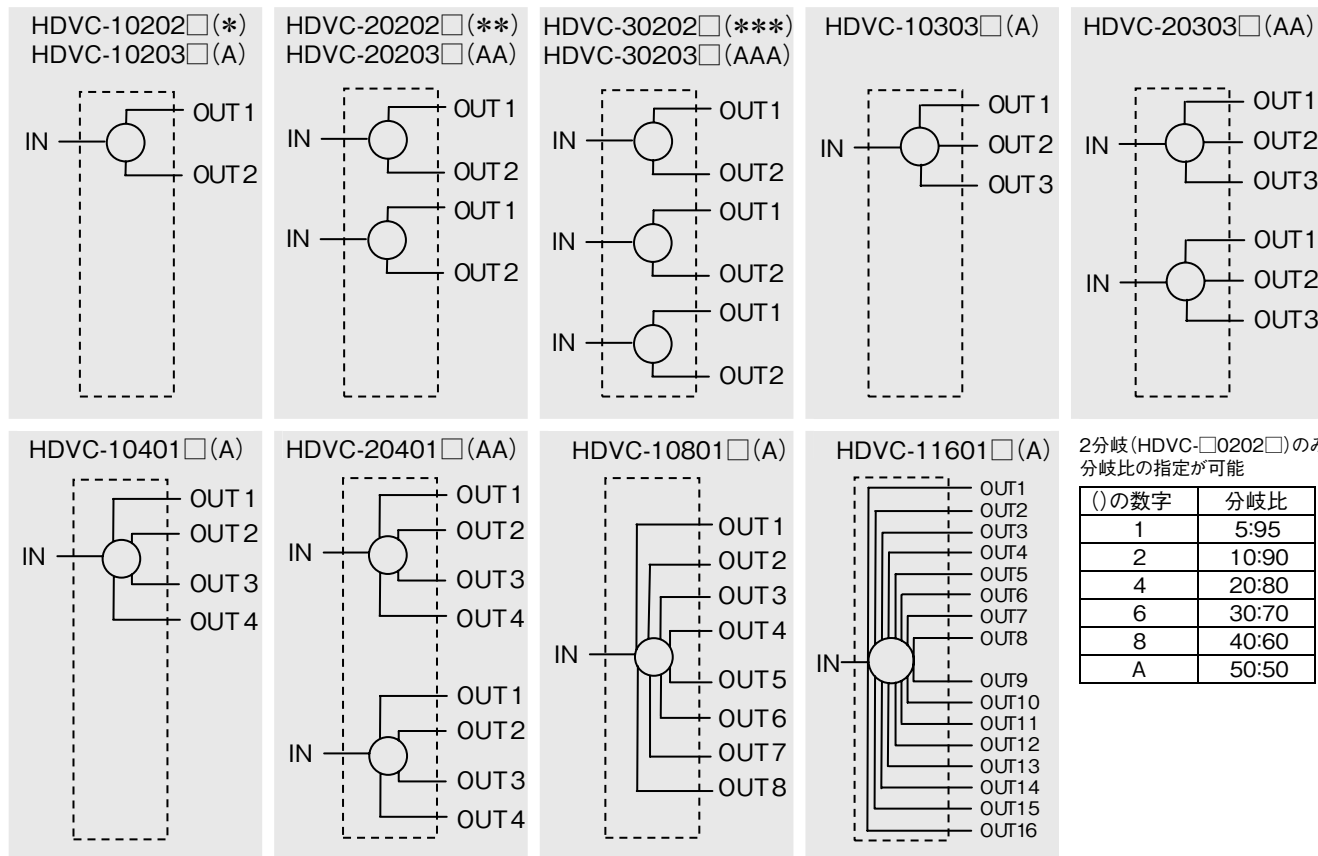 HDVC-10202□(*)
HDVC-10203□(A)
IN
OUT1
OUT2
HDVC-20202□(**)
HDVC-20203□(AA)
IN
OUT1
OUT2
IN
OUT1
OUT2
HDVC-30202□(***)
HDVC-30203□(AAA)
IN
OUT1
OUT2
IN
OUT1
OUT2
IN
OUT1
OUT2
HDVC-10303□(A)
IN
OUT1
OUT2
OUT3
HDVC-20303□(AA)
IN
OUT1
OUT2
OUT3
IN
OUT1
OUT2
OUT3
HDVC-10401□(A)
IN
OUT1
OUT2
OUT3
OUT4
HDVC-20401□(AA)
IN
OUT1
OUT2
OUT3
OUT4
IN
OUT1
OUT2
OUT3
OUT4
HDVC-10801□(A)
IN
OUT1
OUT2
OUT3
OUT4
OUT5
OUT6
OUT7
OUT8
HDVC-11601□(A)
IN
OUT1
OUT2
OUT3
OUT4
OUT5
OUT6
OUT7
OUT8
OUT9
OUT10
OUT11
OUT12
OUT13
OUT14
OUT15
OUT16
2分岐(HDVC-□0202□)のみ
分岐比の指定が可能
()の数字 分岐比
1 5:95
2 10:90
4 20:80
6 30:70
8 40:60
A 50:50